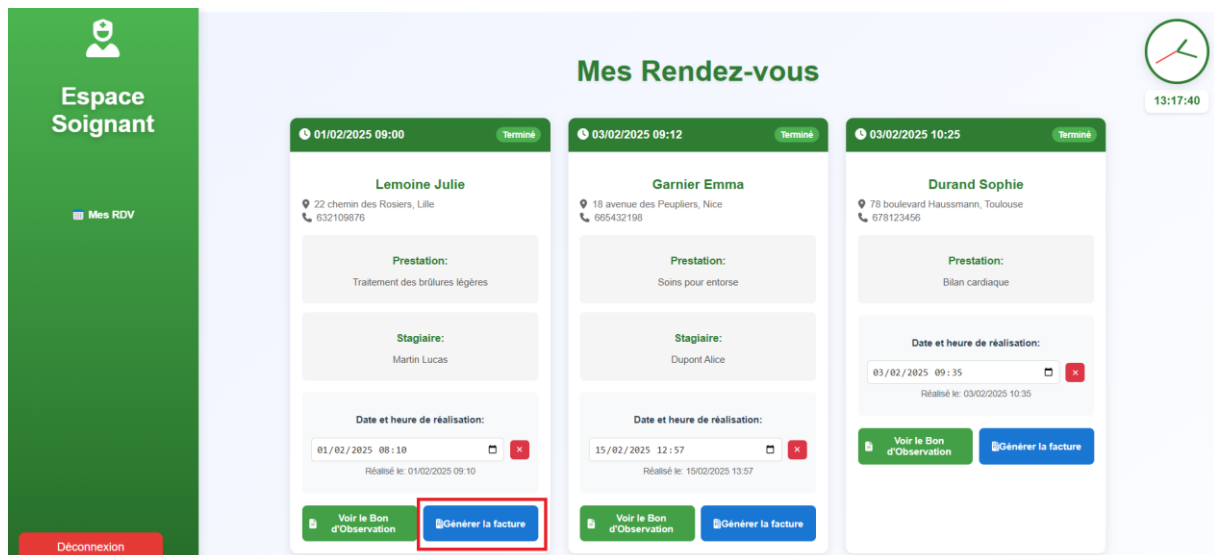 Espace
Soignant
Mes RDV
Déconnexion
Mes Rendez-vous
13:17:40
01/02/2025 09:00
Terminé
Lemoine Julie
22 chemin des Rosiers, Lille
632109876
Prestation:
Traitement des brûlures légères
Stagiaire:
Martin Lucas
Date et heure de réalisation:
01/02/2025 08:10
Réalisé le: 01/02/2025 09:10
Voir le Bon
d'Observation
Générer la facture
03/02/2025 09:12
Terminé
Garnier Emma
18 avenue des Peupliers, Nice
665432198
Prestation:
Soins pour entorse
Stagiaire:
Dupont Alice
Date et heure de réalisation:
15/02/2025 12:57
Réalisé le: 15/02/2025 13:57
Voir le Bon
d'Observation
Générer la facture
03/02/2025 10:25
Terminé
Durand Sophie
78 boulevard Haussmann, Toulouse
678123456
Prestation:
Bilan cardiaque
Date et heure de réalisation:
03/02/2025 09:35
Réalisé le: 03/02/2025 10:35
Voir le Bon
d'Observation
Générer la facture